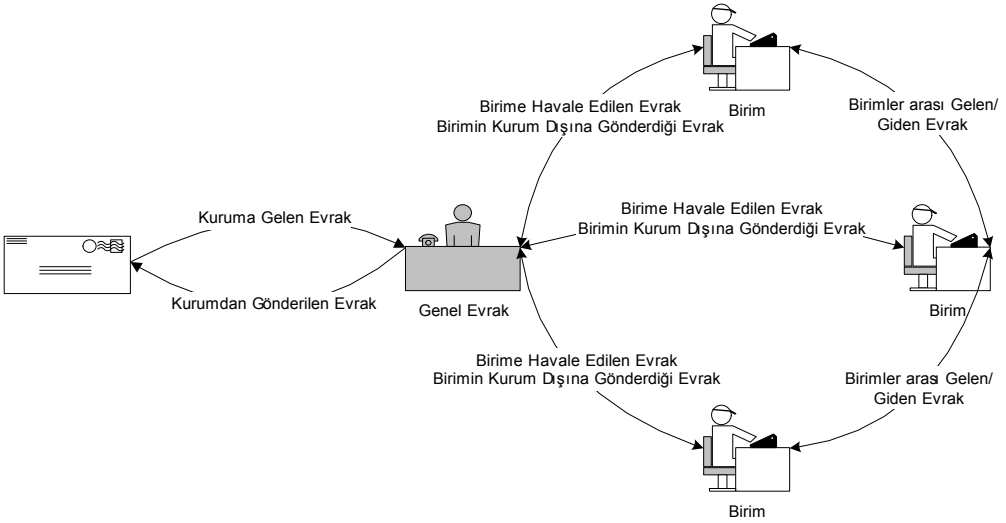 Birim
Birime Havale Edilen Evrak
Birimin Kurum Dışına Gönderdiği Evrak
Birimler arası Gelen/
Giden Evrak
Kuruma Gelen Evrak
Kurumdan Gönderilen Evrak
Genel Evrak
Birime Havale Edilen Evrak
Birimin Kurum Dışına Gönderdiği Evrak
Birim
Birime Havale Edilen Evrak
Birimin Kurum Dışına Gönderdiği Evrak
Birimler arası Gelen/
Giden Evrak
Birim